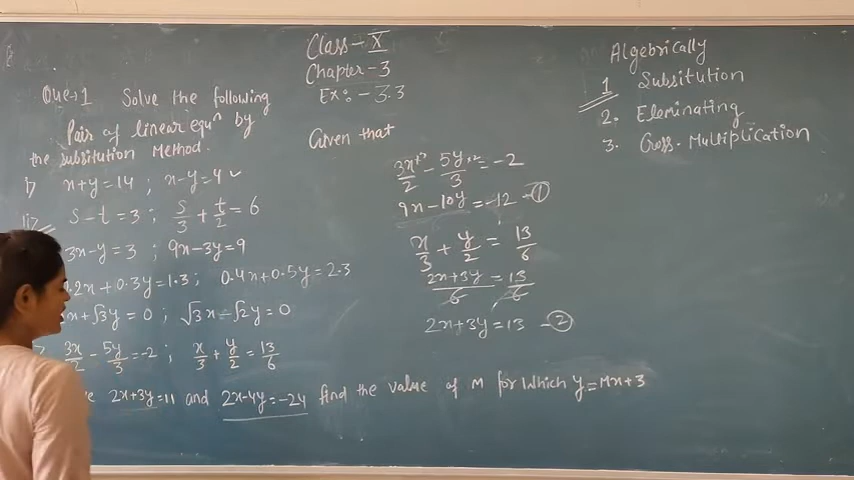 Class - X
Chapter - 3
Ex:- 3.3
Algebrically
1 Subsitution
2. Eleminating
3. Cross-Multiplication
Que→1 Solve the following
Pair of linear equⁿ by
the subsitution Method.
i) x+y=14 ; x-y=4 ✓
ii) s-t=3 ; s/3 + t/2 = 6
3x-y=3 ; 9x-3y=9
.2x+0.3y=1.3 ; 0.4x+0.5y=2.3
x+√3y=0 ; √3x-√2y=0
3x/2 - 5y/3 = -2 ; x/3 + y/2 = 13/6
2x+3y=11 and 2x-4y=-24 find the value of M for which y=Mx+3
Given that
3x/2 - 5y/3 = -2
9x-10y=-12 -①
x/3 + y/2 = 13/6
2x+3y/6 = 13/6
2x+3y=13 -②